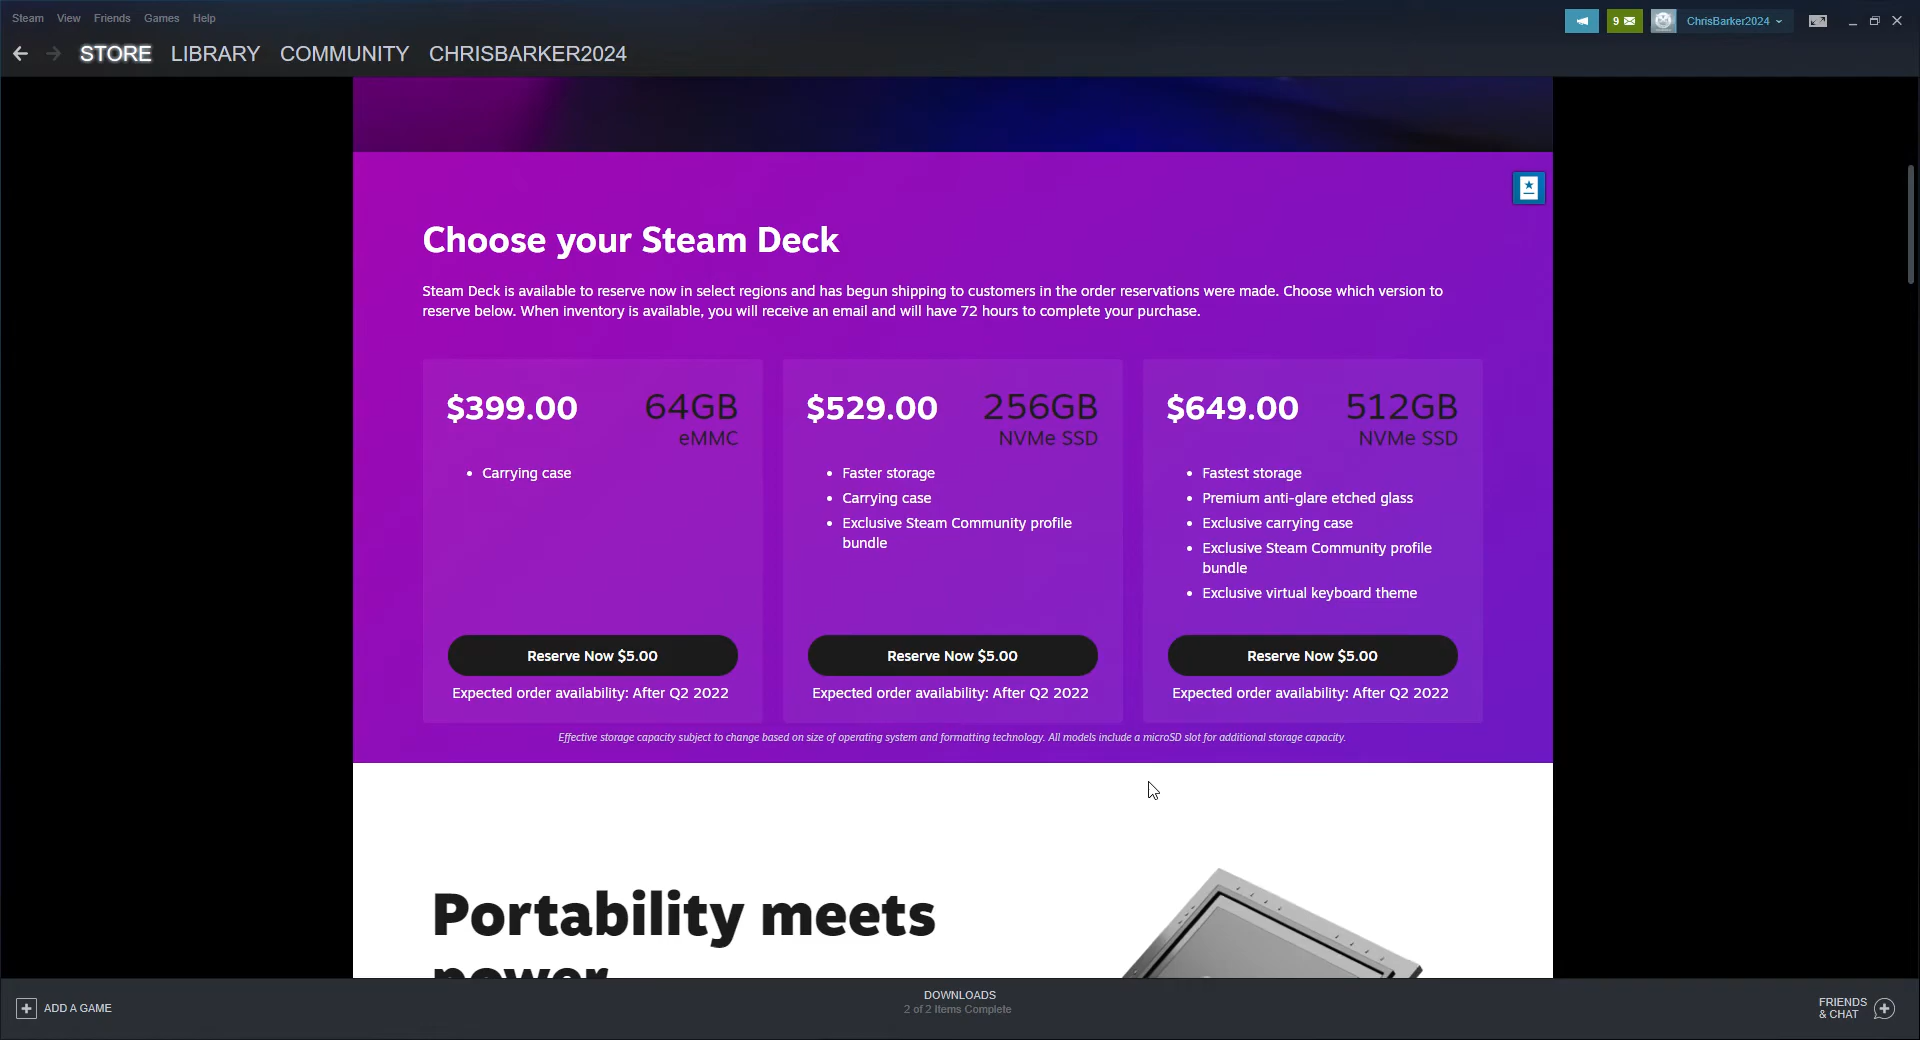 Steam View Friends Games Help
9 ChrisBarker2024
STORE LIBRARY COMMUNITY CHRISBARKER2024
Choose your Steam Deck
Steam Deck is available to reserve now in select regions and has begun shipping to customers in the order reservations were made. Choose which version to
reserve below. When inventory is available, you will receive an email and will have 72 hours to complete your purchase.
$399.00 64GB
eMMC
• Carrying case
Reserve Now $5.00
Expected order availability: After Q2 2022
$529.00 256GB
NVMe SSD
• Faster storage
• Carrying case
• Exclusive Steam Community profile
bundle
Reserve Now $5.00
Expected order availability: After Q2 2022
$649.00 512GB
NVMe SSD
• Fastest storage
• Premium anti-glare etched glass
• Exclusive carrying case
• Exclusive Steam Community profile
bundle
• Exclusive virtual keyboard theme
Reserve Now $5.00
Expected order availability: After Q2 2022
Effective storage capacity subject to change based on size of operating system and formatting technology. All models include a microSD slot for additional storage capacity.
Portability meets
power
ADD A GAME
DOWNLOADS
2 of 2 Items Complete
FRIENDS
& CHAT